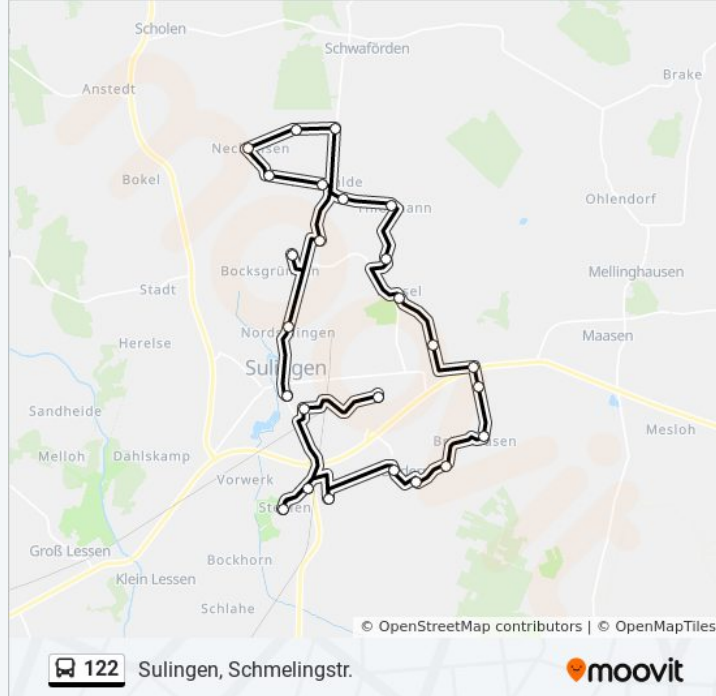 Scholen
Schwaförden
Brake
Anstedt
Bokel
Ohlendorf
Mellinghausen
Stadt
Maasen
Herelse
Sulingen
Sandheide
Mesloh
Melloh
Dahlskamp
Vorwerk
Groß Lessen
Bockhorn
Klein Lessen
Schlahe
© OpenStreetMap contributors | © OpenMapTiles
122 Sulingen, Schmelingstr.
moovit